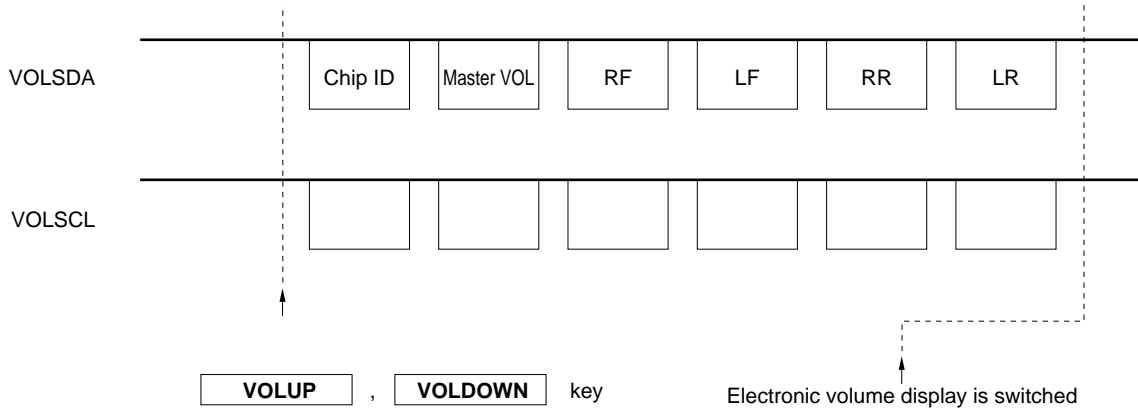 VOLSDA
Chip ID
Master VOL
RF
LF
RR
LR
VOLSCL
VOLUP , VOLDOWN key
Electronic volume display is switched